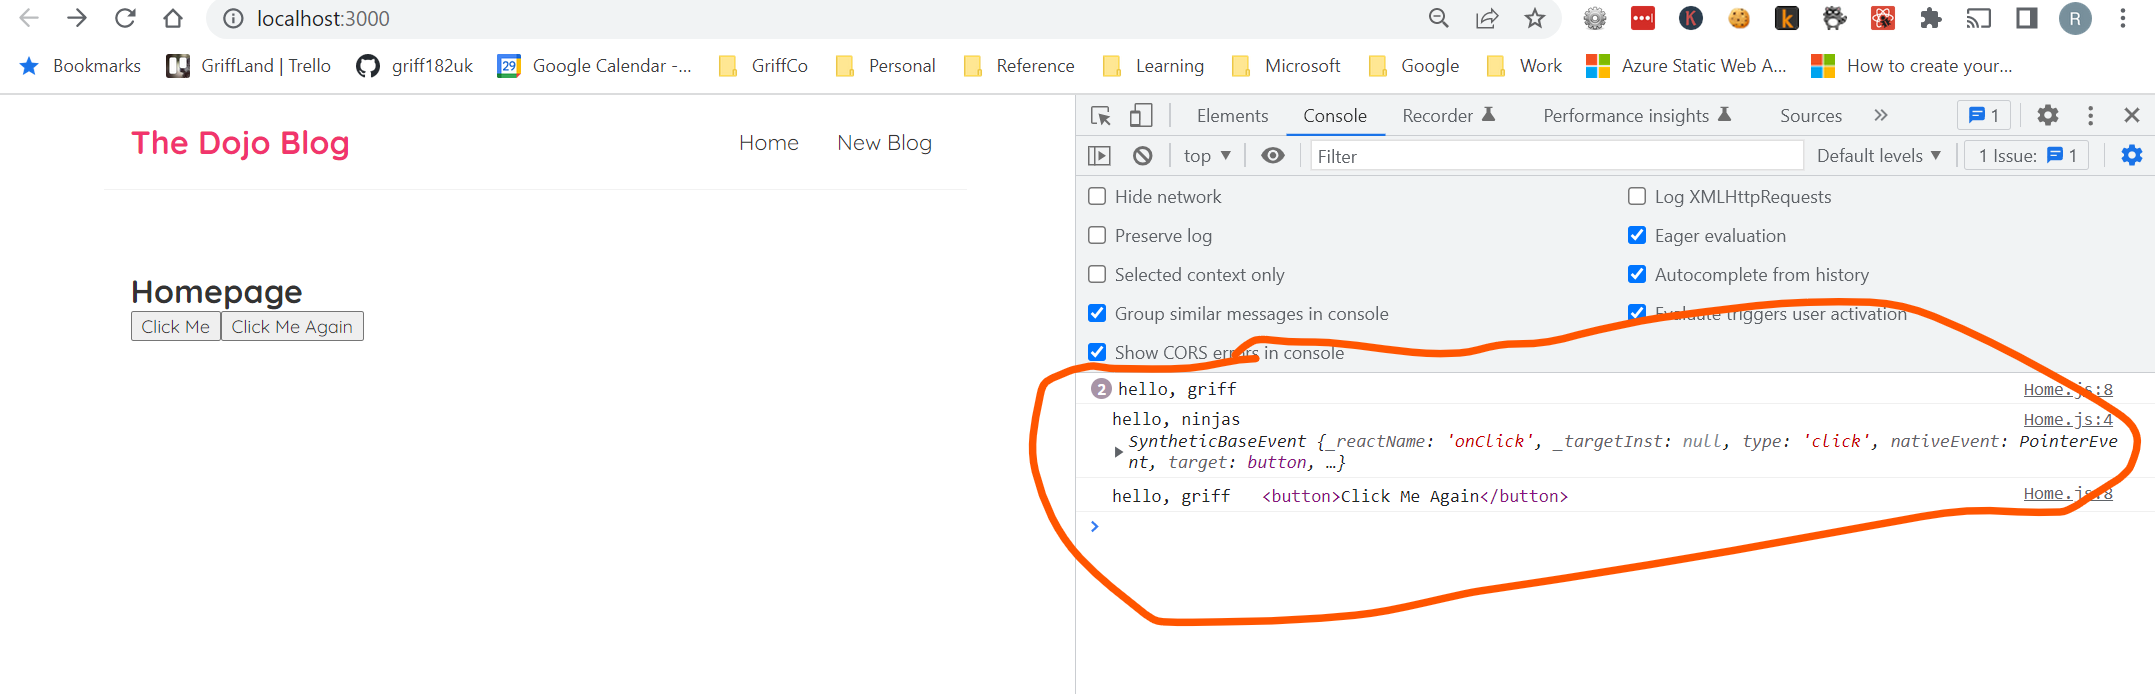 localhost:3000
R
Bookmarks GriffLand | Trello griff182uk 29 Google Calendar -... GriffCo Personal Reference Learning Microsoft Google Work Azure Static Web A... How to create your...
The Dojo Blog Home New Blog
Homepage
Click Me Click Me Again
Elements Console Recorder Performance insights Sources » 1
top Filter Default levels 1 Issue: 1
Hide network Log XMLHttpRequests
Preserve log Eager evaluation
Selected context only Autocomplete from history
Group similar messages in console Evaluate triggers user activation
Show CORS errors in console
2 hello, griff Home.js:8
hello, ninjas Home.js:4
SyntheticBaseEvent {_reactName: 'onClick', _targetInst: null, type: 'click', nativeEvent: PointerEve
nt, target: button, …}
hello, griff <button>Click Me Again</button> Home.js:8